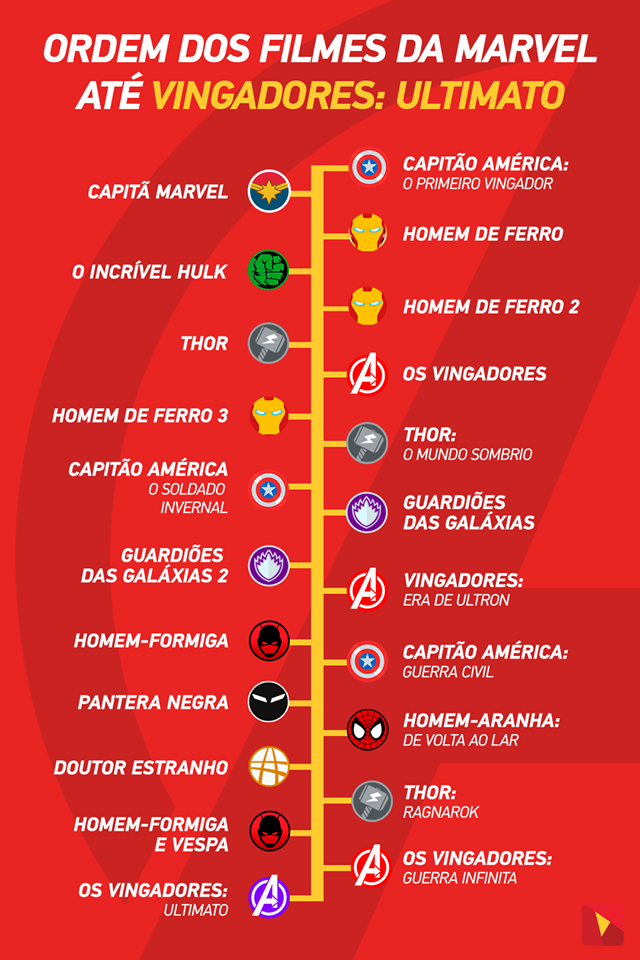 ORDEM DOS FILMES DA MARVEL
ATÉ VINGADORES: ULTIMATO
CAPITÃO AMÉRICA:
O PRIMEIRO VINGADOR
CAPITÃ MARVEL
HOMEM DE FERRO
O INCRÍVEL HULK
HOMEM DE FERRO 2
THOR
OS VINGADORES
HOMEM DE FERRO 3
THOR:
O MUNDO SOMBRIO
CAPITÃO AMÉRICA
O SOLDADO
INVERNAL
GUARDIÕES
DAS GALÁXIAS
GUARDIÕES
DAS GALÁXIAS 2
VINGADORES:
ERA DE ULTRON
HOMEM-FORMIGA
CAPITÃO AMÉRICA:
GUERRA CIVIL
PANTERA NEGRA
HOMEM-ARANHA:
DE VOLTA AO LAR
DOUTOR ESTRANHO
THOR:
RAGNAROK
HOMEM-FORMIGA
E VESPA
OS VINGADORES:
GUERRA INFINITA
OS VINGADORES:
ULTIMATO